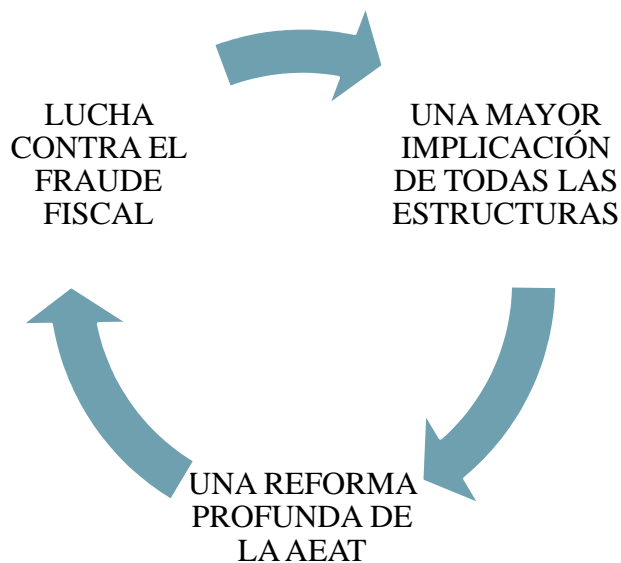 LUCHA
CONTRA EL
FRAUDE
FISCAL
UNA MAYOR
IMPLICACIÓN
DE TODAS LAS
ESTRUCTURAS
UNA REFORMA
PROFUNDA DE
LA AEAT